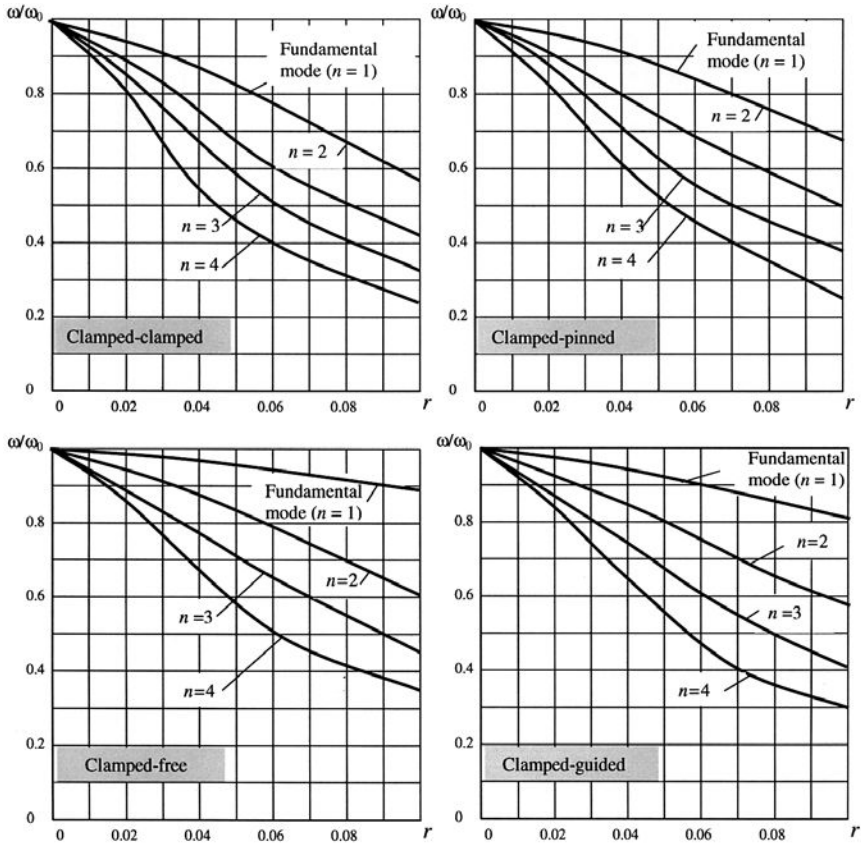 ω/ω₀
Fundamental
mode (n = 1)
0.8
n = 2
0.6
n = 3
0.4
n = 4
0.2
Clamped-clamped
0
0 0.02 0.04 0.06 0.08 r
ω/ω₀
Fundamental
mode (n = 1)
0.8
n = 2
0.6
n = 3
0.4
n = 4
0.2
Clamped-pinned
0
0 0.02 0.04 0.06 0.08 r
ω/ω₀
Fundamental
mode (n = 1)
0.8
n=2
0.6
n=3
0.4
n=4
0.2
Clamped-free
0
0 0.02 0.04 0.06 0.08 r
ω/ω₀
Fundamental
mode (n = 1)
0.8
n=2
0.6
n=3
0.4
n=4
0.2
Clamped-guided
0
0 0.02 0.04 0.06 0.08 r